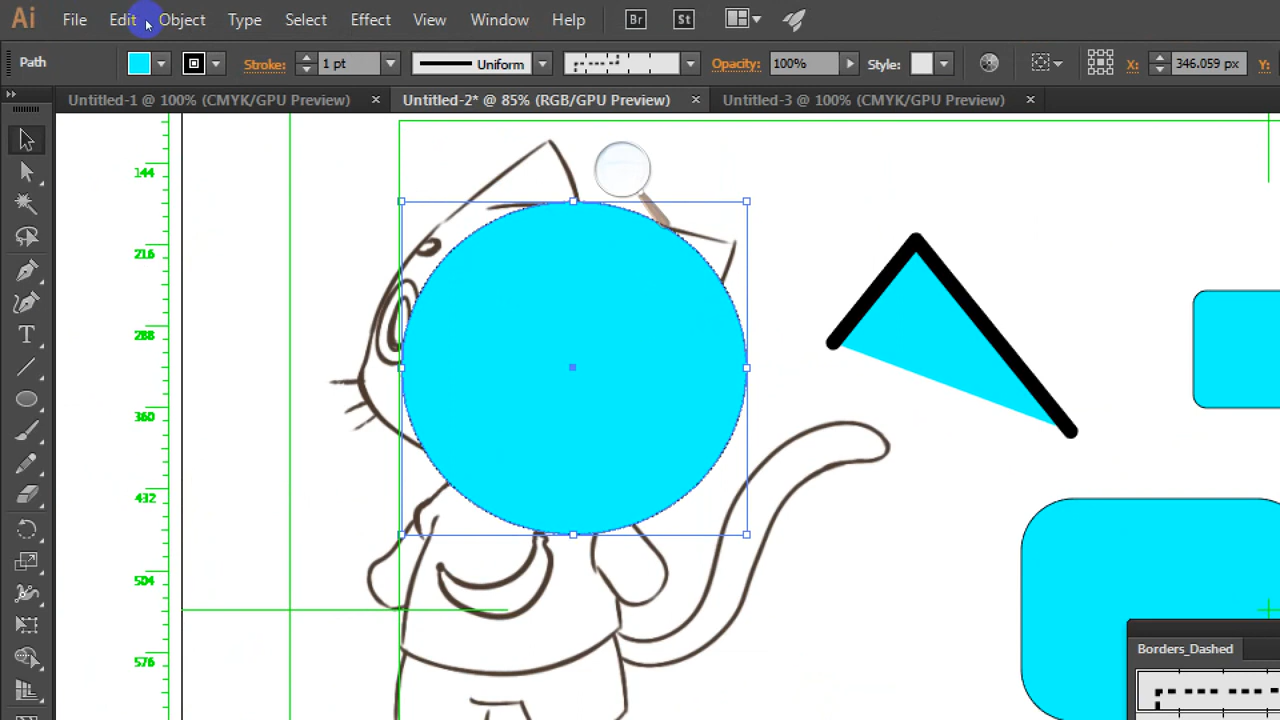 Ai File Edit Object Type Select Effect View Window Help Br St
Path Stroke: 1 pt Uniform Opacity: 100% Style: X: 346.059 px Y:
Untitled-1 @ 100% (CMYK/GPU Preview) × Untitled-2* @ 85% (RGB/GPU Preview) × Untitled-3 @ 100% (CMYK/GPU Preview) ×
144
216
288
360
432
504
576
Borders_Dashed